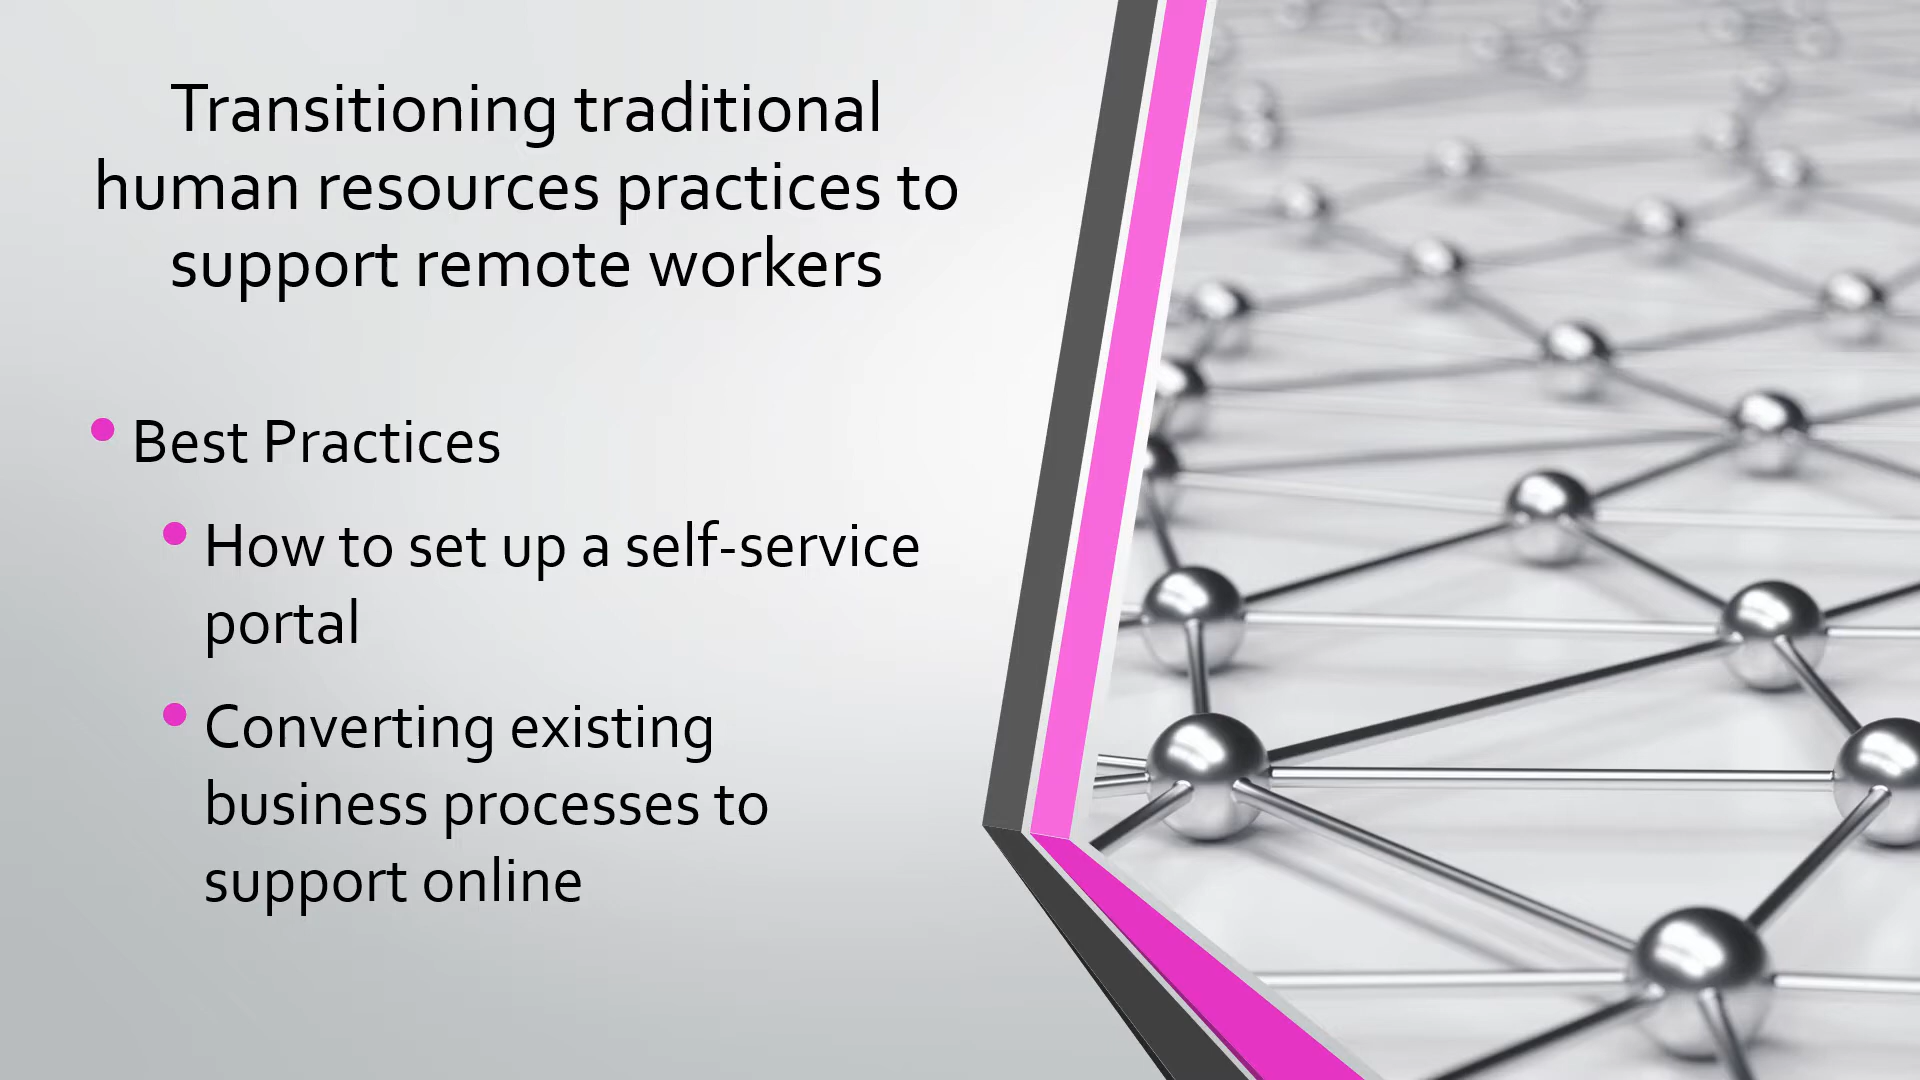 Transitioning traditional
human resources practices to
support remote workers
Best Practices
How to set up a self-service
portal
Converting existing
business processes to
support online